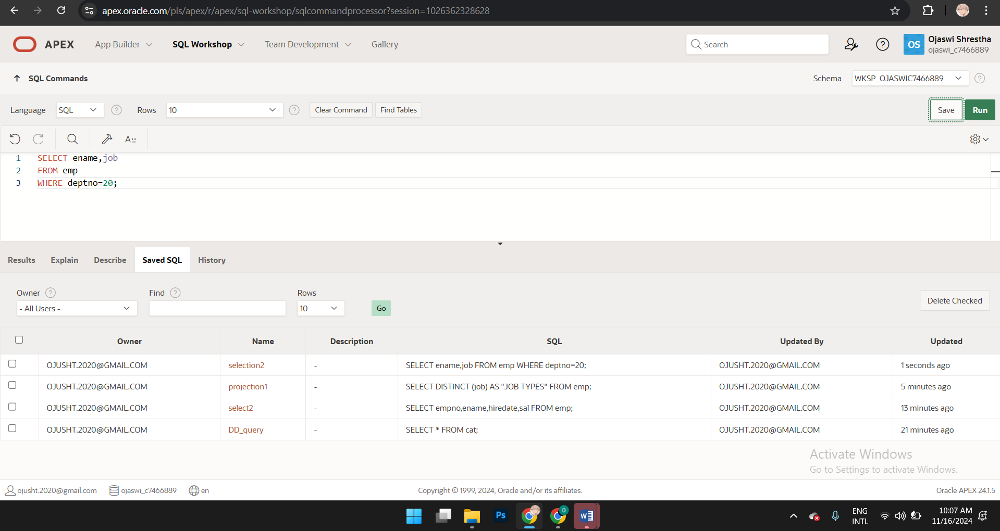 apex.oracle.com/pls/apex/r/apex/sql-workshop/sqlcommandprocessor?session=1026362328628
APEX App Builder SQL Workshop Team Development Gallery Search OS Ojaswi Shrestha
ojaswi_c7466889
SQL Commands Schema WKSP_OJASWIC7466889
Language SQL Rows 10 Clear Command Find Tables Save Run
A::
1 SELECT ename,job
2 FROM emp
3 WHERE deptno=20;
Results Explain Describe Saved SQL History
Owner Find Rows
- All Users - 10 Go Delete Checked
Owner Name Description SQL Updated By Updated
OJUSHT.2020@GMAIL.COM selection2 - SELECT ename,job FROM emp WHERE deptno=20; OJUSHT.2020@GMAIL.COM 1 seconds ago
OJUSHT.2020@GMAIL.COM projection1 - SELECT DISTINCT (job) AS "JOB TYPES" FROM emp; OJUSHT.2020@GMAIL.COM 5 minutes ago
OJUSHT.2020@GMAIL.COM select2 - SELECT empno,ename,hiredate,sal FROM emp; OJUSHT.2020@GMAIL.COM 13 minutes ago
OJUSHT.2020@GMAIL.COM DD_query - SELECT * FROM cat; OJUSHT.2020@GMAIL.COM 21 minutes ago
Activate Windows
Go to Settings to activate Windows.
ojusht.2020@gmail.com ojaswi_c7466889 en Copyright © 1999, 2024, Oracle and/or its affiliates. Oracle APEX 24.1.5
Ps O W ENG 10:07 AM
INTL 11/16/2024